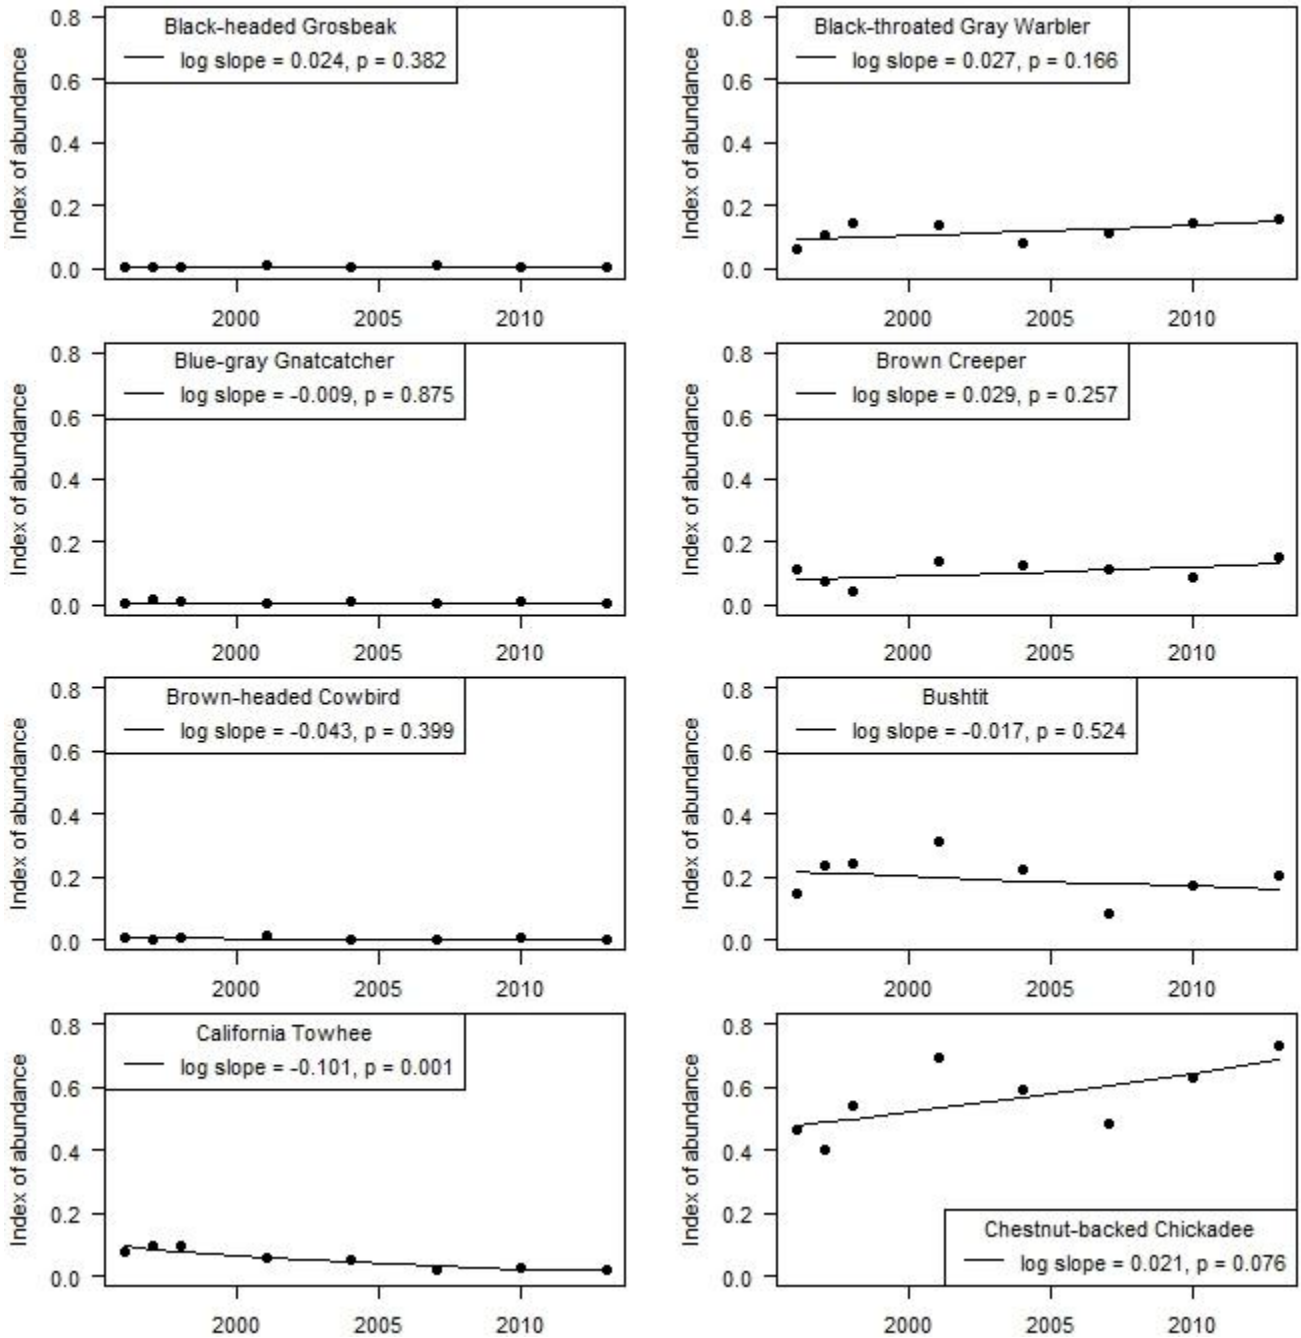 Black-headed Grosbeak
log slope = 0.024, p = 0.382
Index of abundance
0.8
0.6
0.4
0.2
0.0
2000 2005 2010
Black-throated Gray Warbler
log slope = 0.027, p = 0.166
Index of abundance
0.8
0.6
0.4
0.2
0.0
2000 2005 2010
Blue-gray Gnatcatcher
log slope = -0.009, p = 0.875
Index of abundance
0.8
0.6
0.4
0.2
0.0
2000 2005 2010
Brown Creeper
log slope = 0.029, p = 0.257
Index of abundance
0.8
0.6
0.4
0.2
0.0
2000 2005 2010
Brown-headed Cowbird
log slope = -0.043, p = 0.399
Index of abundance
0.8
0.6
0.4
0.2
0.0
2000 2005 2010
Bushtit
log slope = -0.017, p = 0.524
Index of abundance
0.8
0.6
0.4
0.2
0.0
2000 2005 2010
California Towhee
log slope = -0.101, p = 0.001
Index of abundance
0.8
0.6
0.4
0.2
0.0
2000 2005 2010
Index of abundance
0.8
0.6
0.4
0.2
0.0
Chestnut-backed Chickadee
log slope = 0.021, p = 0.076
2000 2005 2010